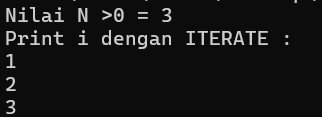 Nilai N >0 = 3
Print i dengan ITERATE :
1
2
3